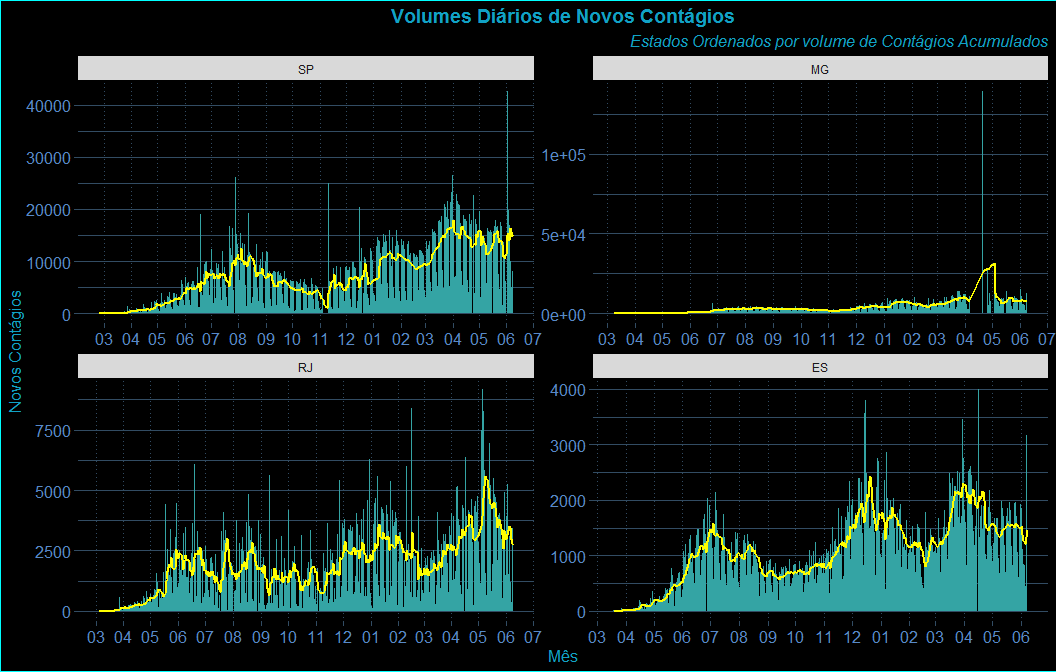 Volumes Diários de Novos Contágios
Estados Ordenados por volume de Contágios Acumulados
SP
40000
30000
20000
10000
0
03 04 05 06 07 08 09 10 11 12 01 02 03 04 05 06 07
MG
1e+05
5e+04
0e+00
03 04 05 06 07 08 09 10 11 12 01 02 03 04 05 06 07
Novos Contágios
RJ
7500
5000
2500
0
03 04 05 06 07 08 09 10 11 12 01 02 03 04 05 06 07
ES
4000
3000
2000
1000
0
03 04 05 06 07 08 09 10 11 12 01 02 03 04 05 06
Mês